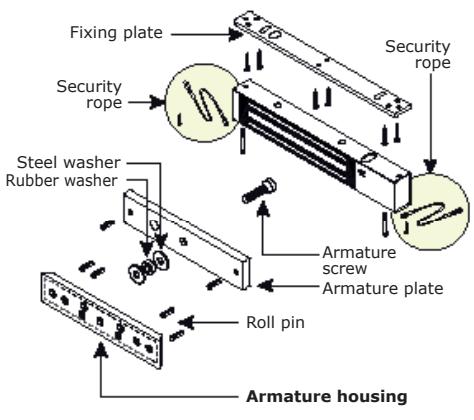 Fixing plate
Security
rope
Security
rope
Steel washer
Rubber washer
Armature
screw
Armature plate
Roll pin
Armature housing